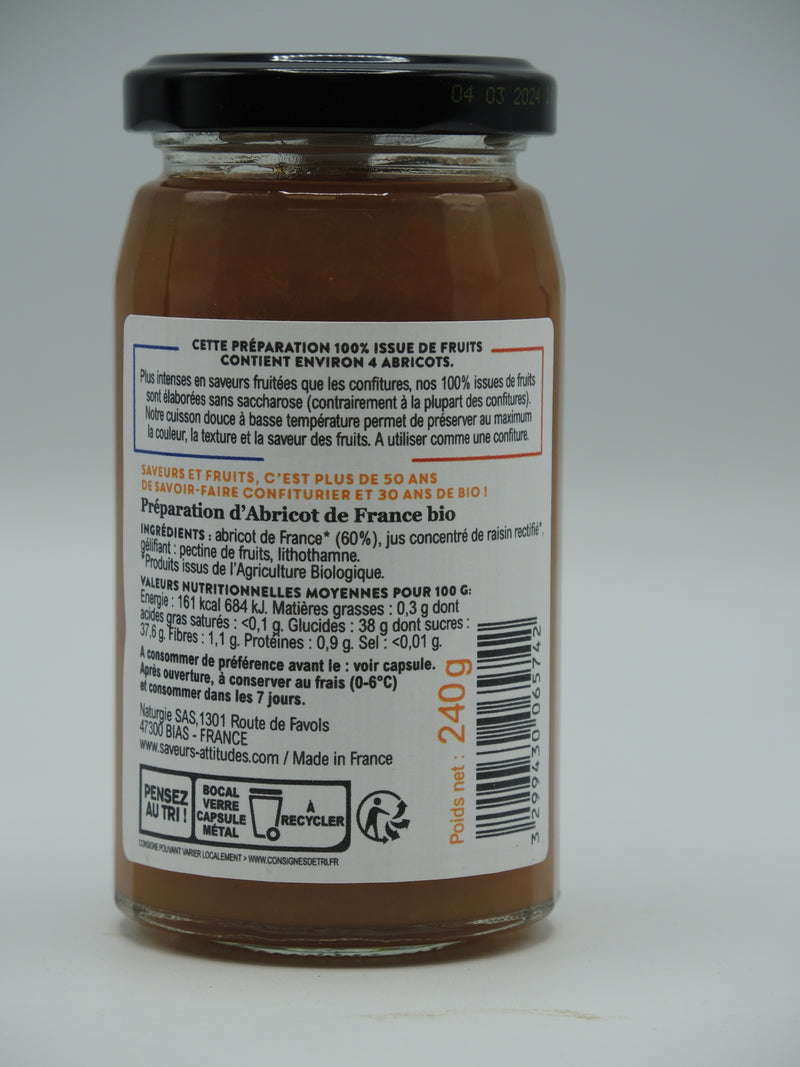 04 03 2024
CETTE PRÉPARATION 100% ISSUE DE FRUITS
CONTIENT ENVIRON 4 ABRICOTS.
Plus intenses en saveurs fruitées que les confitures, nos 100% issues de fruits
sont élaborées sans saccharose (contrairement à la plupart des confitures).
Notre cuisson douce à basse température permet de préserver au maximum
la couleur, la texture et la saveur des fruits. A utiliser comme une confiture.
SAVEURS ET FRUITS, C'EST PLUS DE 50 ANS
DE SAVOIR-FAIRE CONFITURIER ET 30 ANS DE BIO !
Préparation d'Abricot de France bio
INGRÉDIENTS : abricot de France* (60%), jus concentré de raisin rectifié*,
gélifiant : pectine de fruits, lithothamne.
*Produits issus de l'Agriculture Biologique.
VALEURS NUTRITIONNELLES MOYENNES POUR 100 G:
Energie : 161 kcal 684 kJ. Matières grasses : 0,3 g dont
acides gras saturés : <0,1 g. Glucides : 38 g dont sucres :
37,6 g. Fibres : 1,1 g. Protéines : 0,9 g. Sel : <0,01 g.
A consommer de préférence avant le : voir capsule.
Après ouverture, à conserver au frais (0-6°C)
et consommer dans les 7 jours.
Naturgie SAS,1301 Route de Favols
47300 BIAS - FRANCE
www.saveurs-attitudes.com / Made in France
Poids net : 240g
3 299430 065742
PENSEZ
AU TRI !
BOCAL
VERRE
CAPSULE
MÉTAL
À
RECYCLER
CONSIGNE POUVANT VARIER LOCALEMENT > WWW.CONSIGNESDETRI.FR